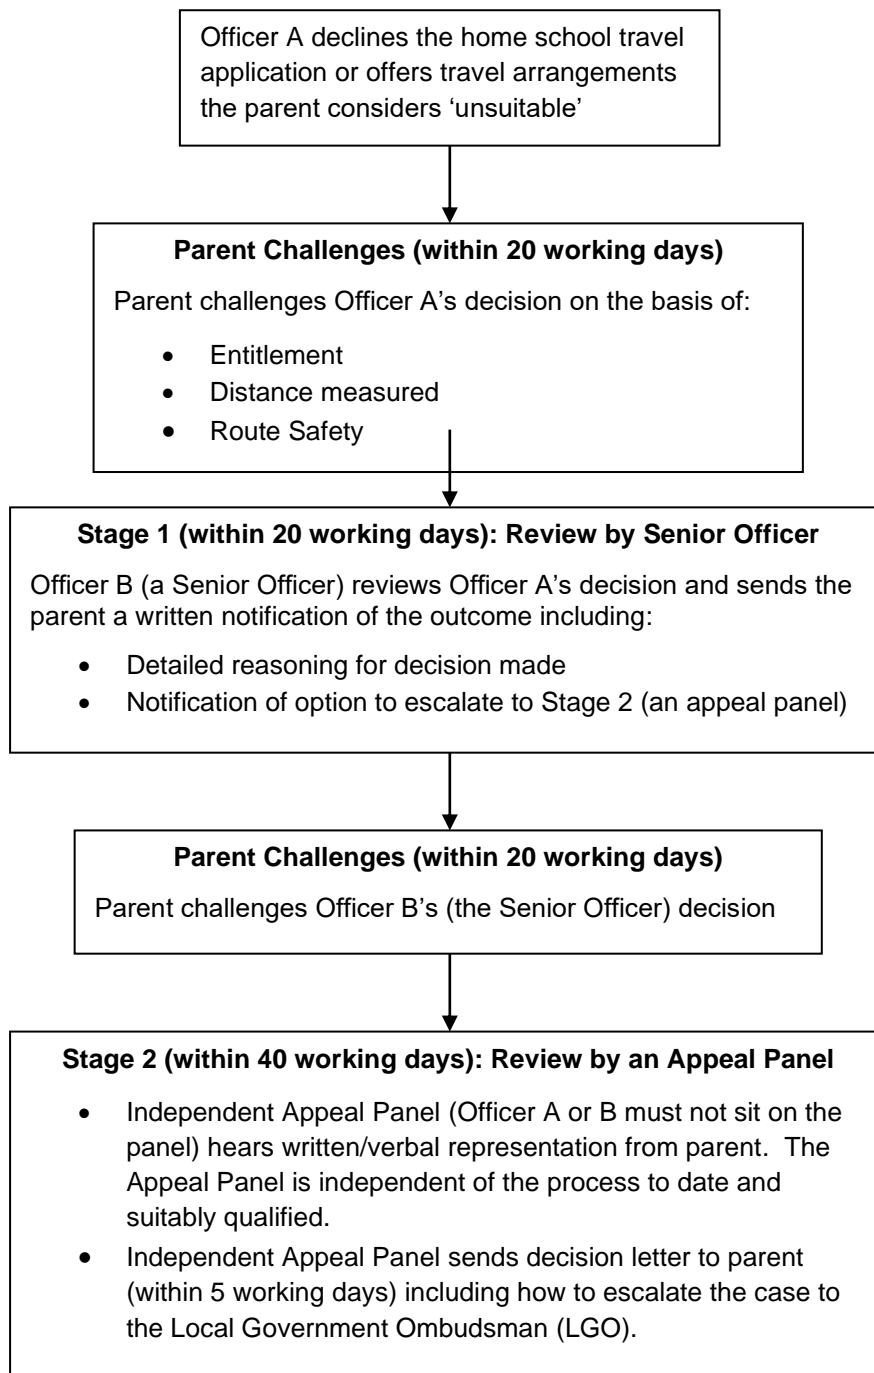 Officer A declines the home school travel
application or offers travel arrangements
the parent considers ‘unsuitable’
Parent Challenges (within 20 working days)
Parent challenges Officer A’s decision on the basis of:
• Entitlement
• Distance measured
• Route Safety
Stage 1 (within 20 working days): Review by Senior Officer
Officer B (a Senior Officer) reviews Officer A’s decision and sends the
parent a written notification of the outcome including:
• Detailed reasoning for decision made
• Notification of option to escalate to Stage 2 (an appeal panel)
Parent Challenges (within 20 working days)
Parent challenges Officer B’s (the Senior Officer) decision
Stage 2 (within 40 working days): Review by an Appeal Panel
• Independent Appeal Panel (Officer A or B must not sit on the
panel) hears written/verbal representation from parent.  The
Appeal Panel is independent of the process to date and
suitably qualified.
• Independent Appeal Panel sends decision letter to parent
(within 5 working days) including how to escalate the case to
the Local Government Ombudsman (LGO).